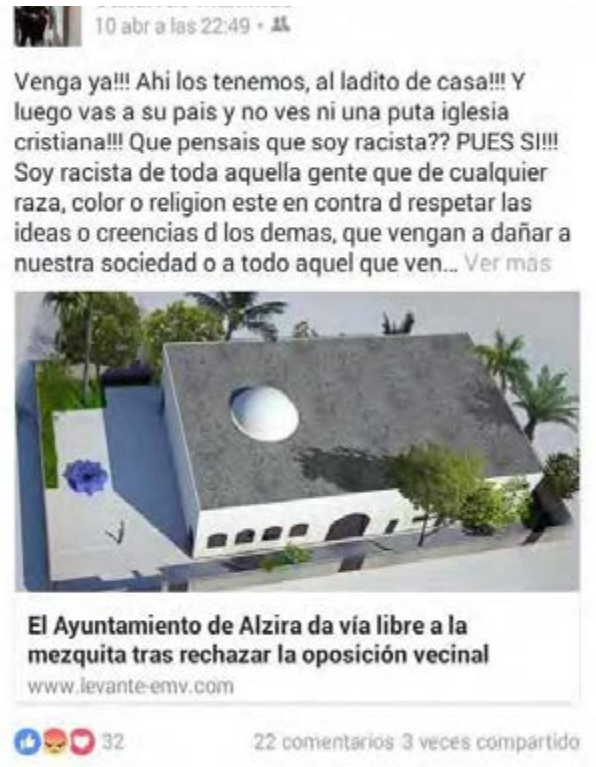 10 abr a las 22:49 •
Venga ya!!! Ahi los tenemos, al ladito de casa!!! Y
luego vas a su pais y no ves ni una puta iglesia
cristiana!!! Que pensais que soy racista?? PUES SI!!!
Soy racista de toda aquella gente que de cualquier
raza, color o religion este en contra d respetar las
ideas o creencias d los demas, que vengan a dañar a
nuestra sociedad o a todo aquel que ven... Ver más
El Ayuntamiento de Alzira da vía libre a la
mezquita tras rechazar la oposición vecinal
www.levante-emv.com
32
22 comentarios 3 veces compartido